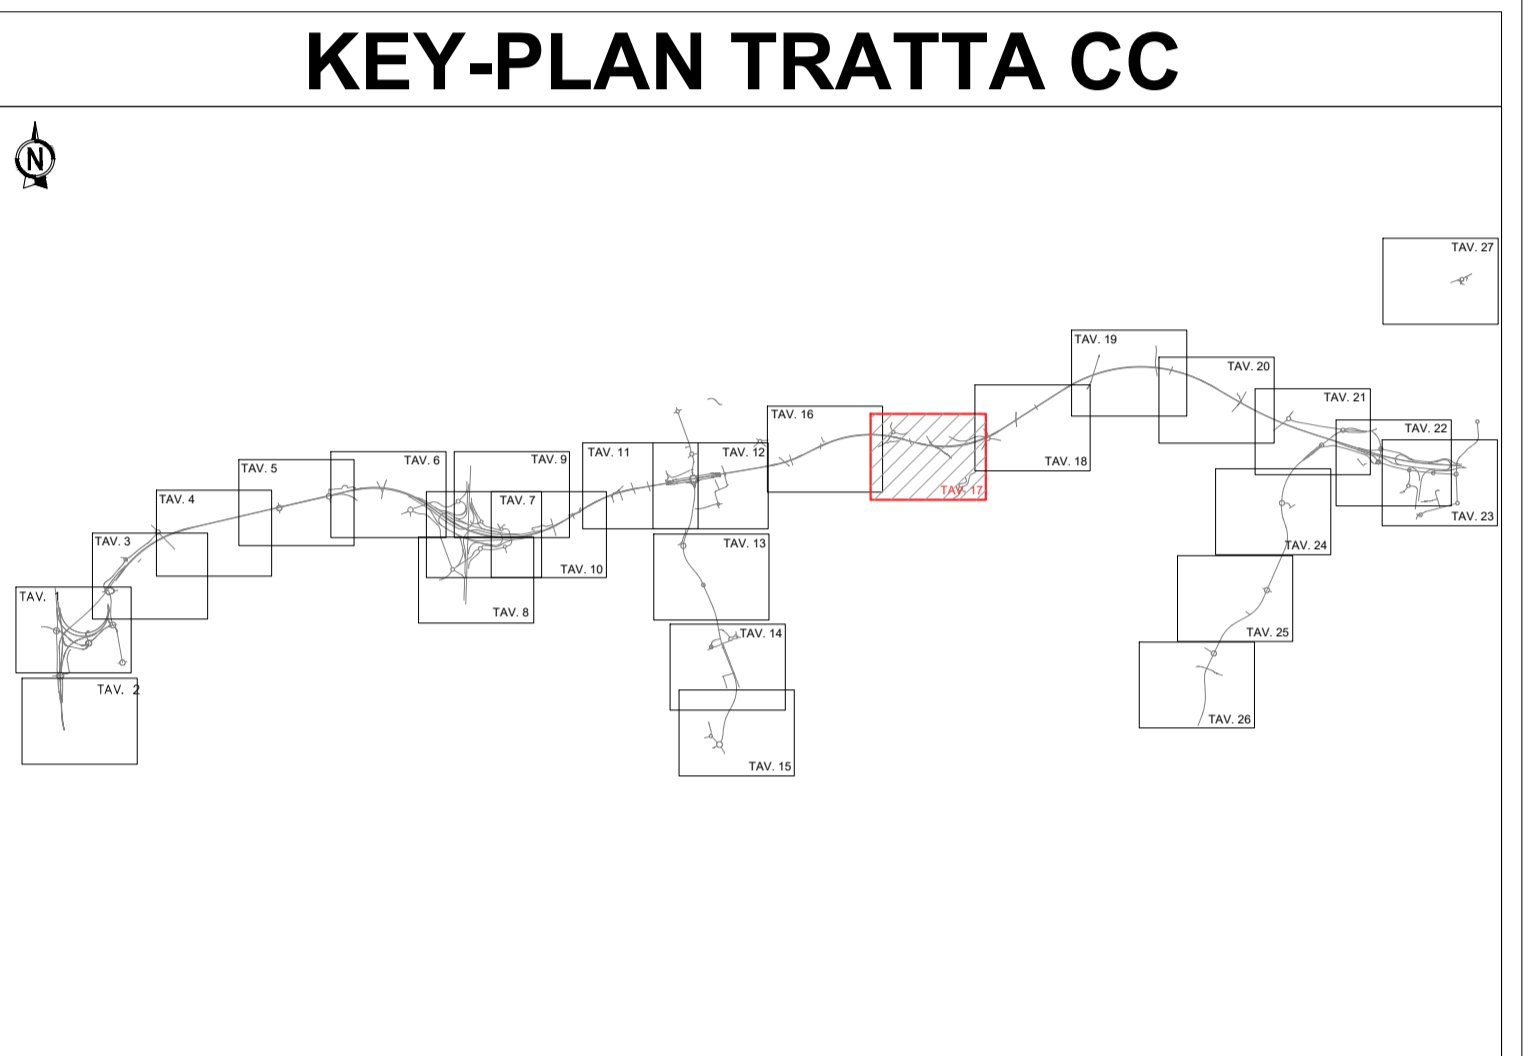 KEY-PLAN TRATTA CC
N
TAV. 27
TAV. 19
TAV. 20
TAV. 21
TAV. 16
TAV. 22
TAV. 11
TAV. 12
TAV. 6
TAV. 9
TAV. 5
TAV. 18
TAV. 17
TAV. 4
TAV. 7
TAV. 23
TAV. 3
TAV. 13
TAV. 24
TAV. 10
TAV. 1
TAV. 8
TAV. 14
TAV. 25
TAV. 2
TAV. 26
TAV. 15